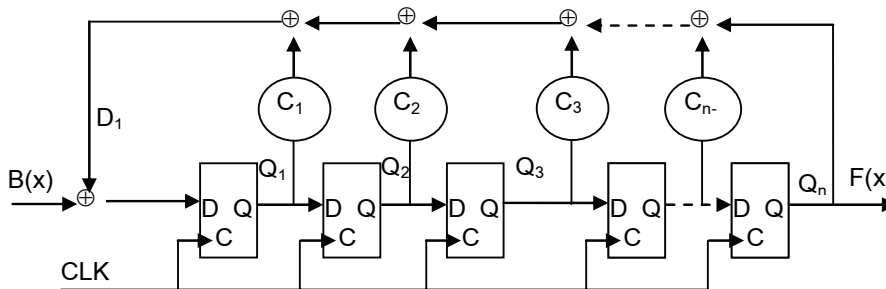 ⊕ ⊕ ⊕ ⊕
C1 C2 C3 Cn-
D1
B(x) Q1 Q2 Q3 Qn F(x
⊕ D Q D Q D Q D Q D Q
C C C C C
CLK